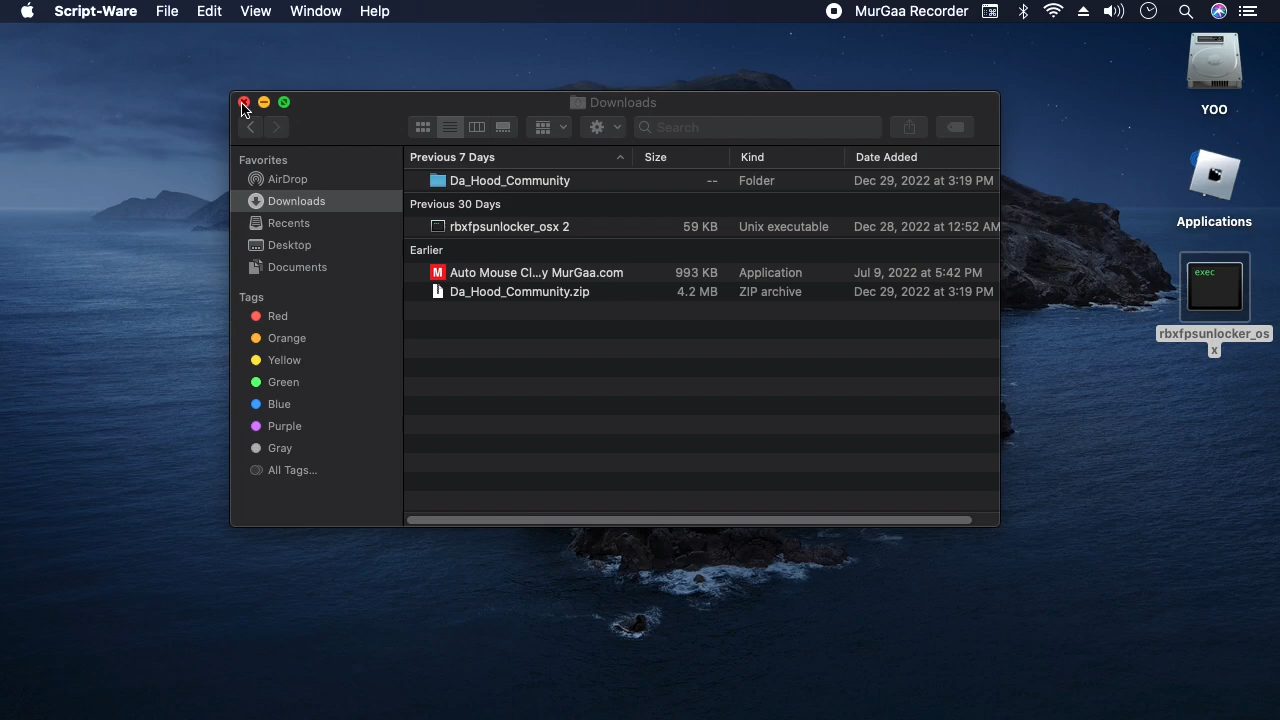 Script-Ware File Edit View Window Help MurGaa Recorder
Downloads
Search
Favorites
AirDrop
Downloads
Recents
Desktop
Documents
Tags
Red
Orange
Yellow
Green
Blue
Purple
Gray
All Tags...
Previous 7 Days Size Kind Date Added
Da_Hood_Community -- Folder Dec 29, 2022 at 3:19 PM
Previous 30 Days
rbxfpsunlocker_osx 2 59 KB Unix executable Dec 28, 2022 at 12:52 AM
Earlier
M Auto Mouse Cl...y MurGaa.com 993 KB Application Jul 9, 2022 at 5:42 PM
Da_Hood_Community.zip 4.2 MB ZIP archive Dec 29, 2022 at 3:19 PM
YOO
Applications
exec
rbxfpsunlocker_os
x